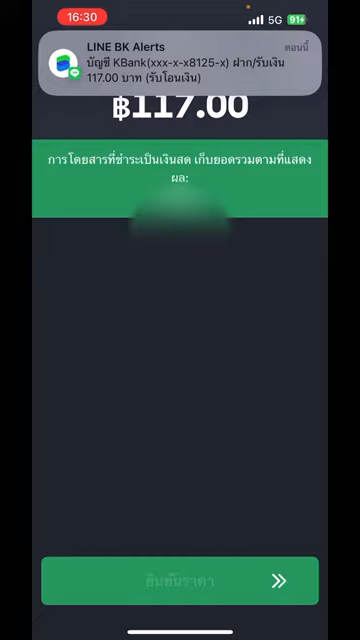 16:30
5G 91
LINE BK Alerts
ตอนนี้
บัญชี KBank(xxx-x-x8125-x) ฝาก/รับเงิน
117.00 บาท (รับโอนเงิน)
฿117.00
การโดยสารที่ชำระเป็นเงินสด เก็บยอดรวมตามที่แสดง
ผล:
ยืนยันราคา